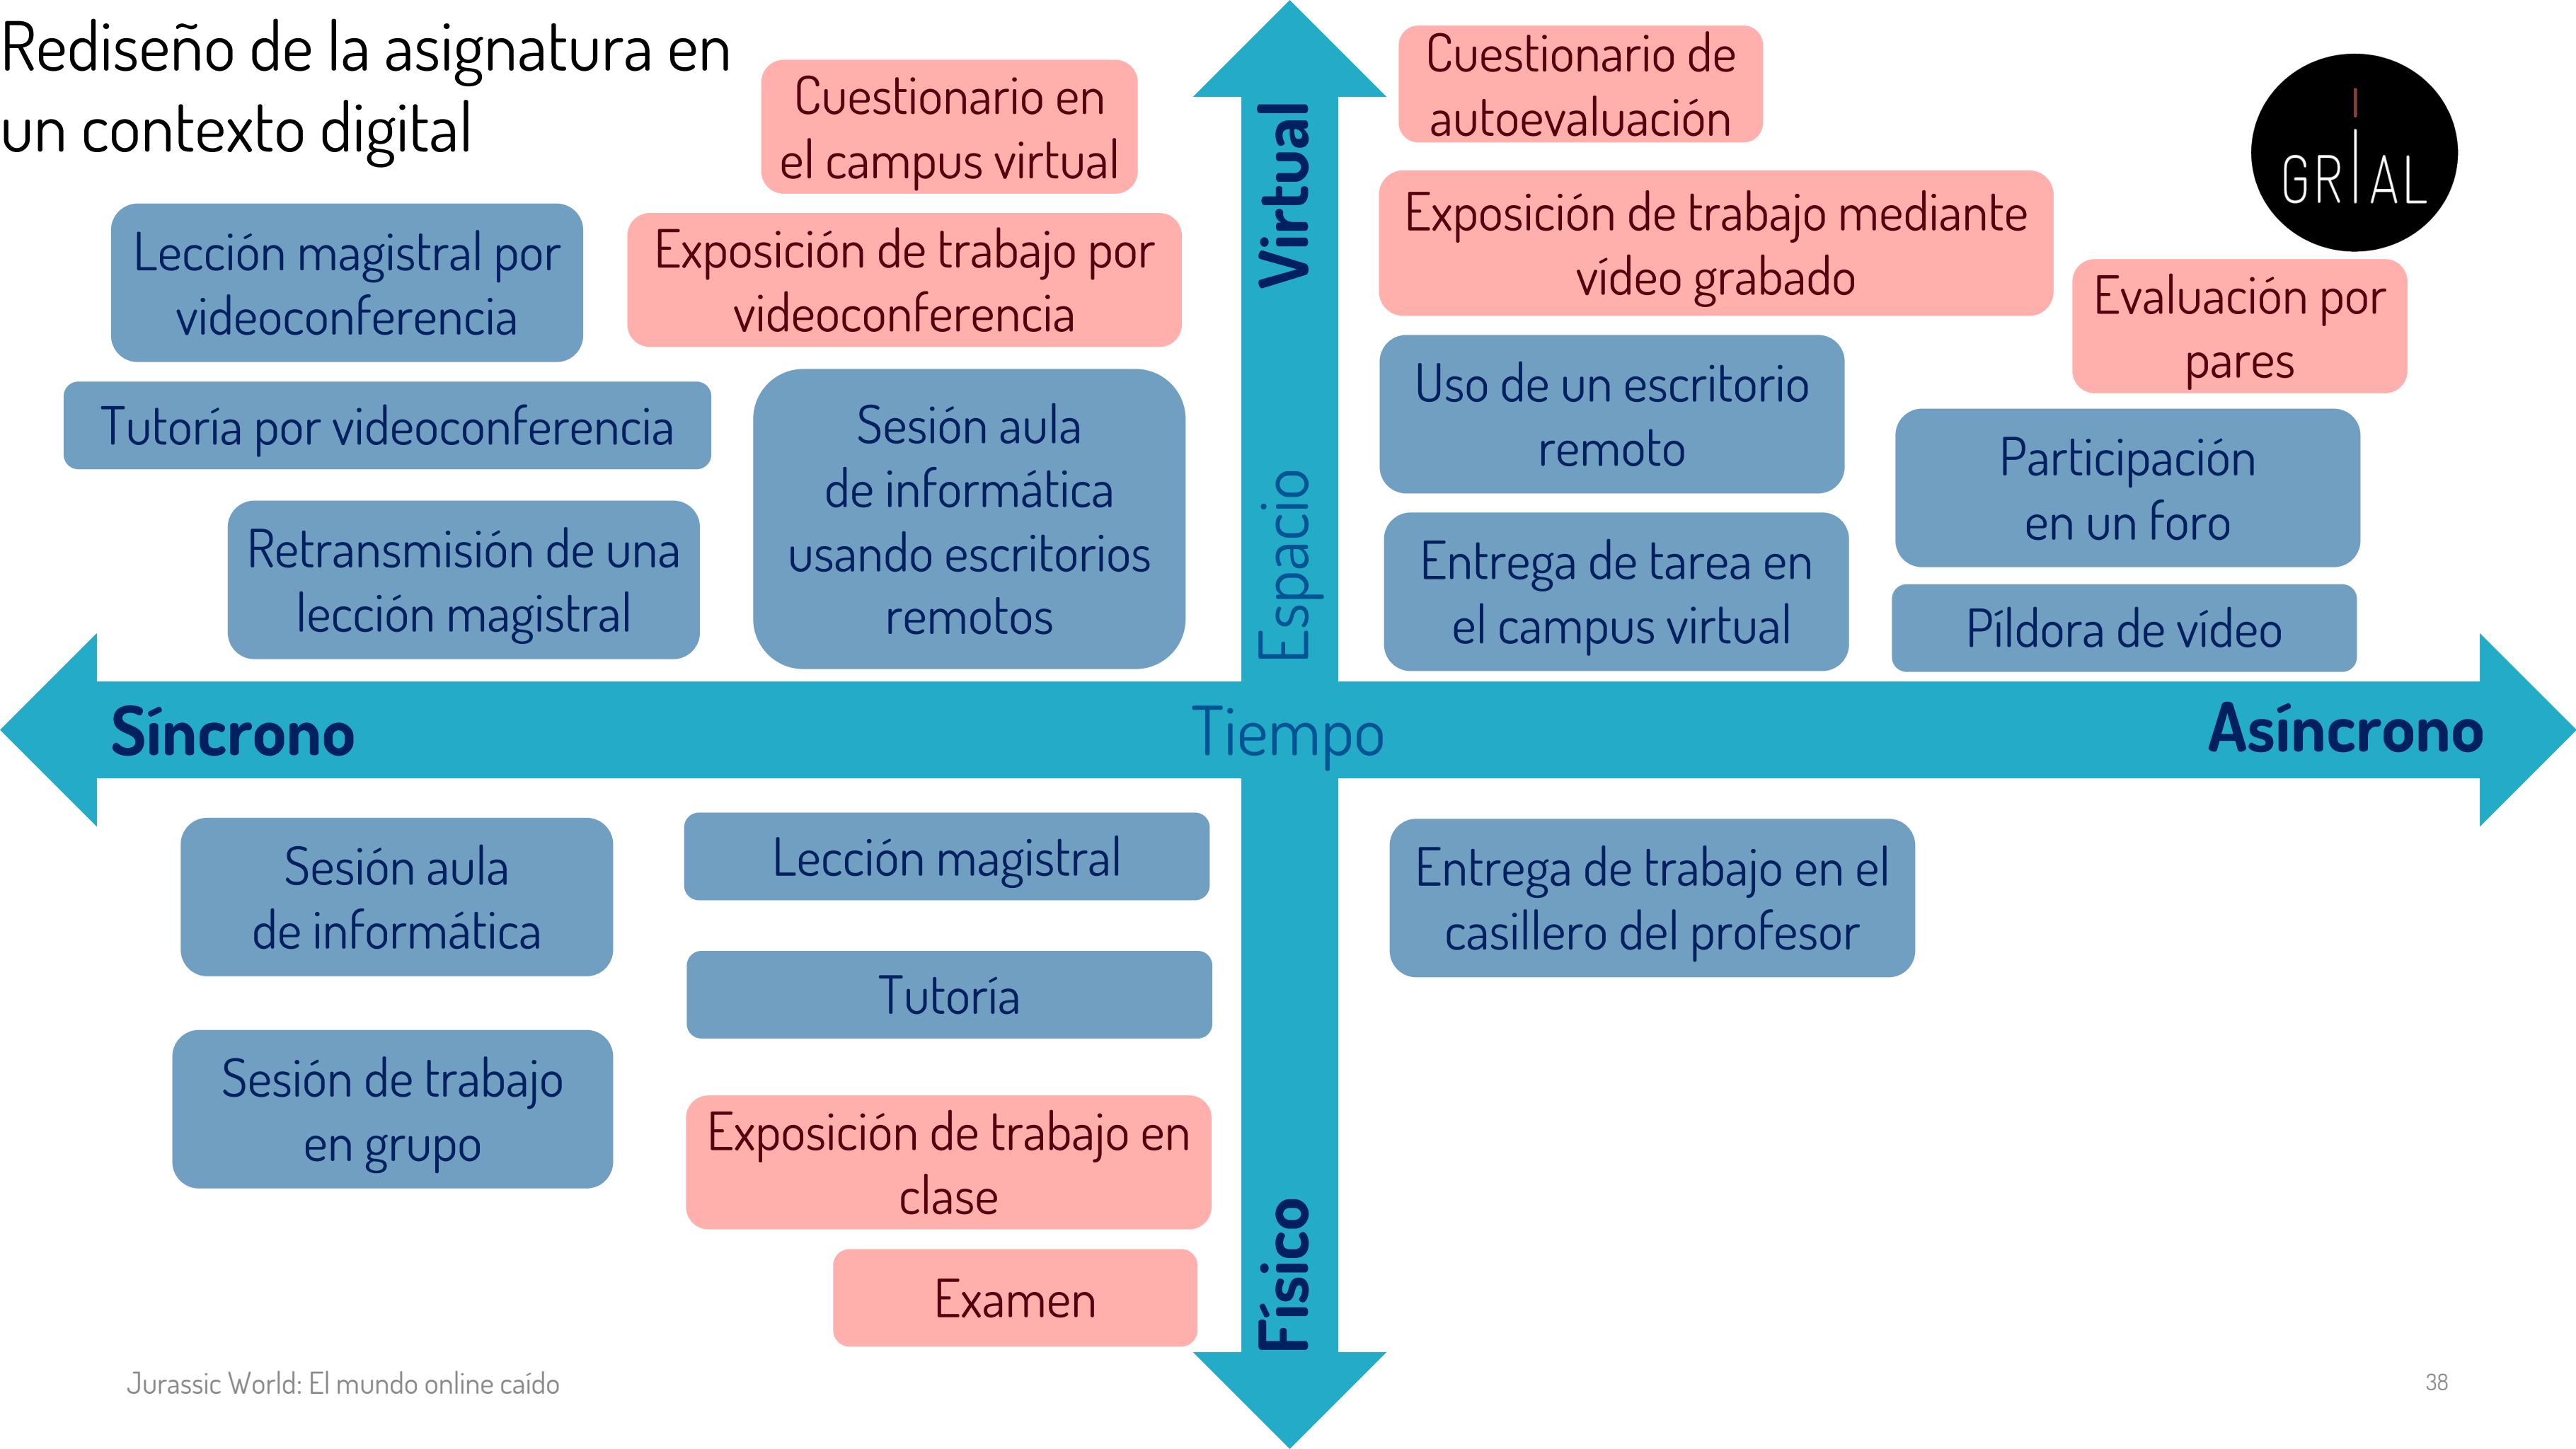 Rediseño de la asignatura en
un contexto digital
Cuestionario en
el campus virtual
Lección magistral por
videoconferencia
Exposición de trabajo por
videoconferencia
Tutoría por videoconferencia
Sesión aula
de informática
usando escritorios
remotos
Retransmisión de una
lección magistral
Virtual
Espacio
Cuestionario de
autoevaluación
GRIAL
Exposición de trabajo mediante
vídeo grabado
Evaluación por
pares
Uso de un escritorio
remoto
Participación
en un foro
Entrega de tarea en
el campus virtual
Píldora de vídeo
Síncrono
Tiempo
Asíncrono
Sesión aula
de informática
Lección magistral
Tutoría
Sesión de trabajo
en grupo
Exposición de trabajo en
clase
Examen
Físico
Entrega de trabajo en el
casillero del profesor
Jurassic World: El mundo online caído
38